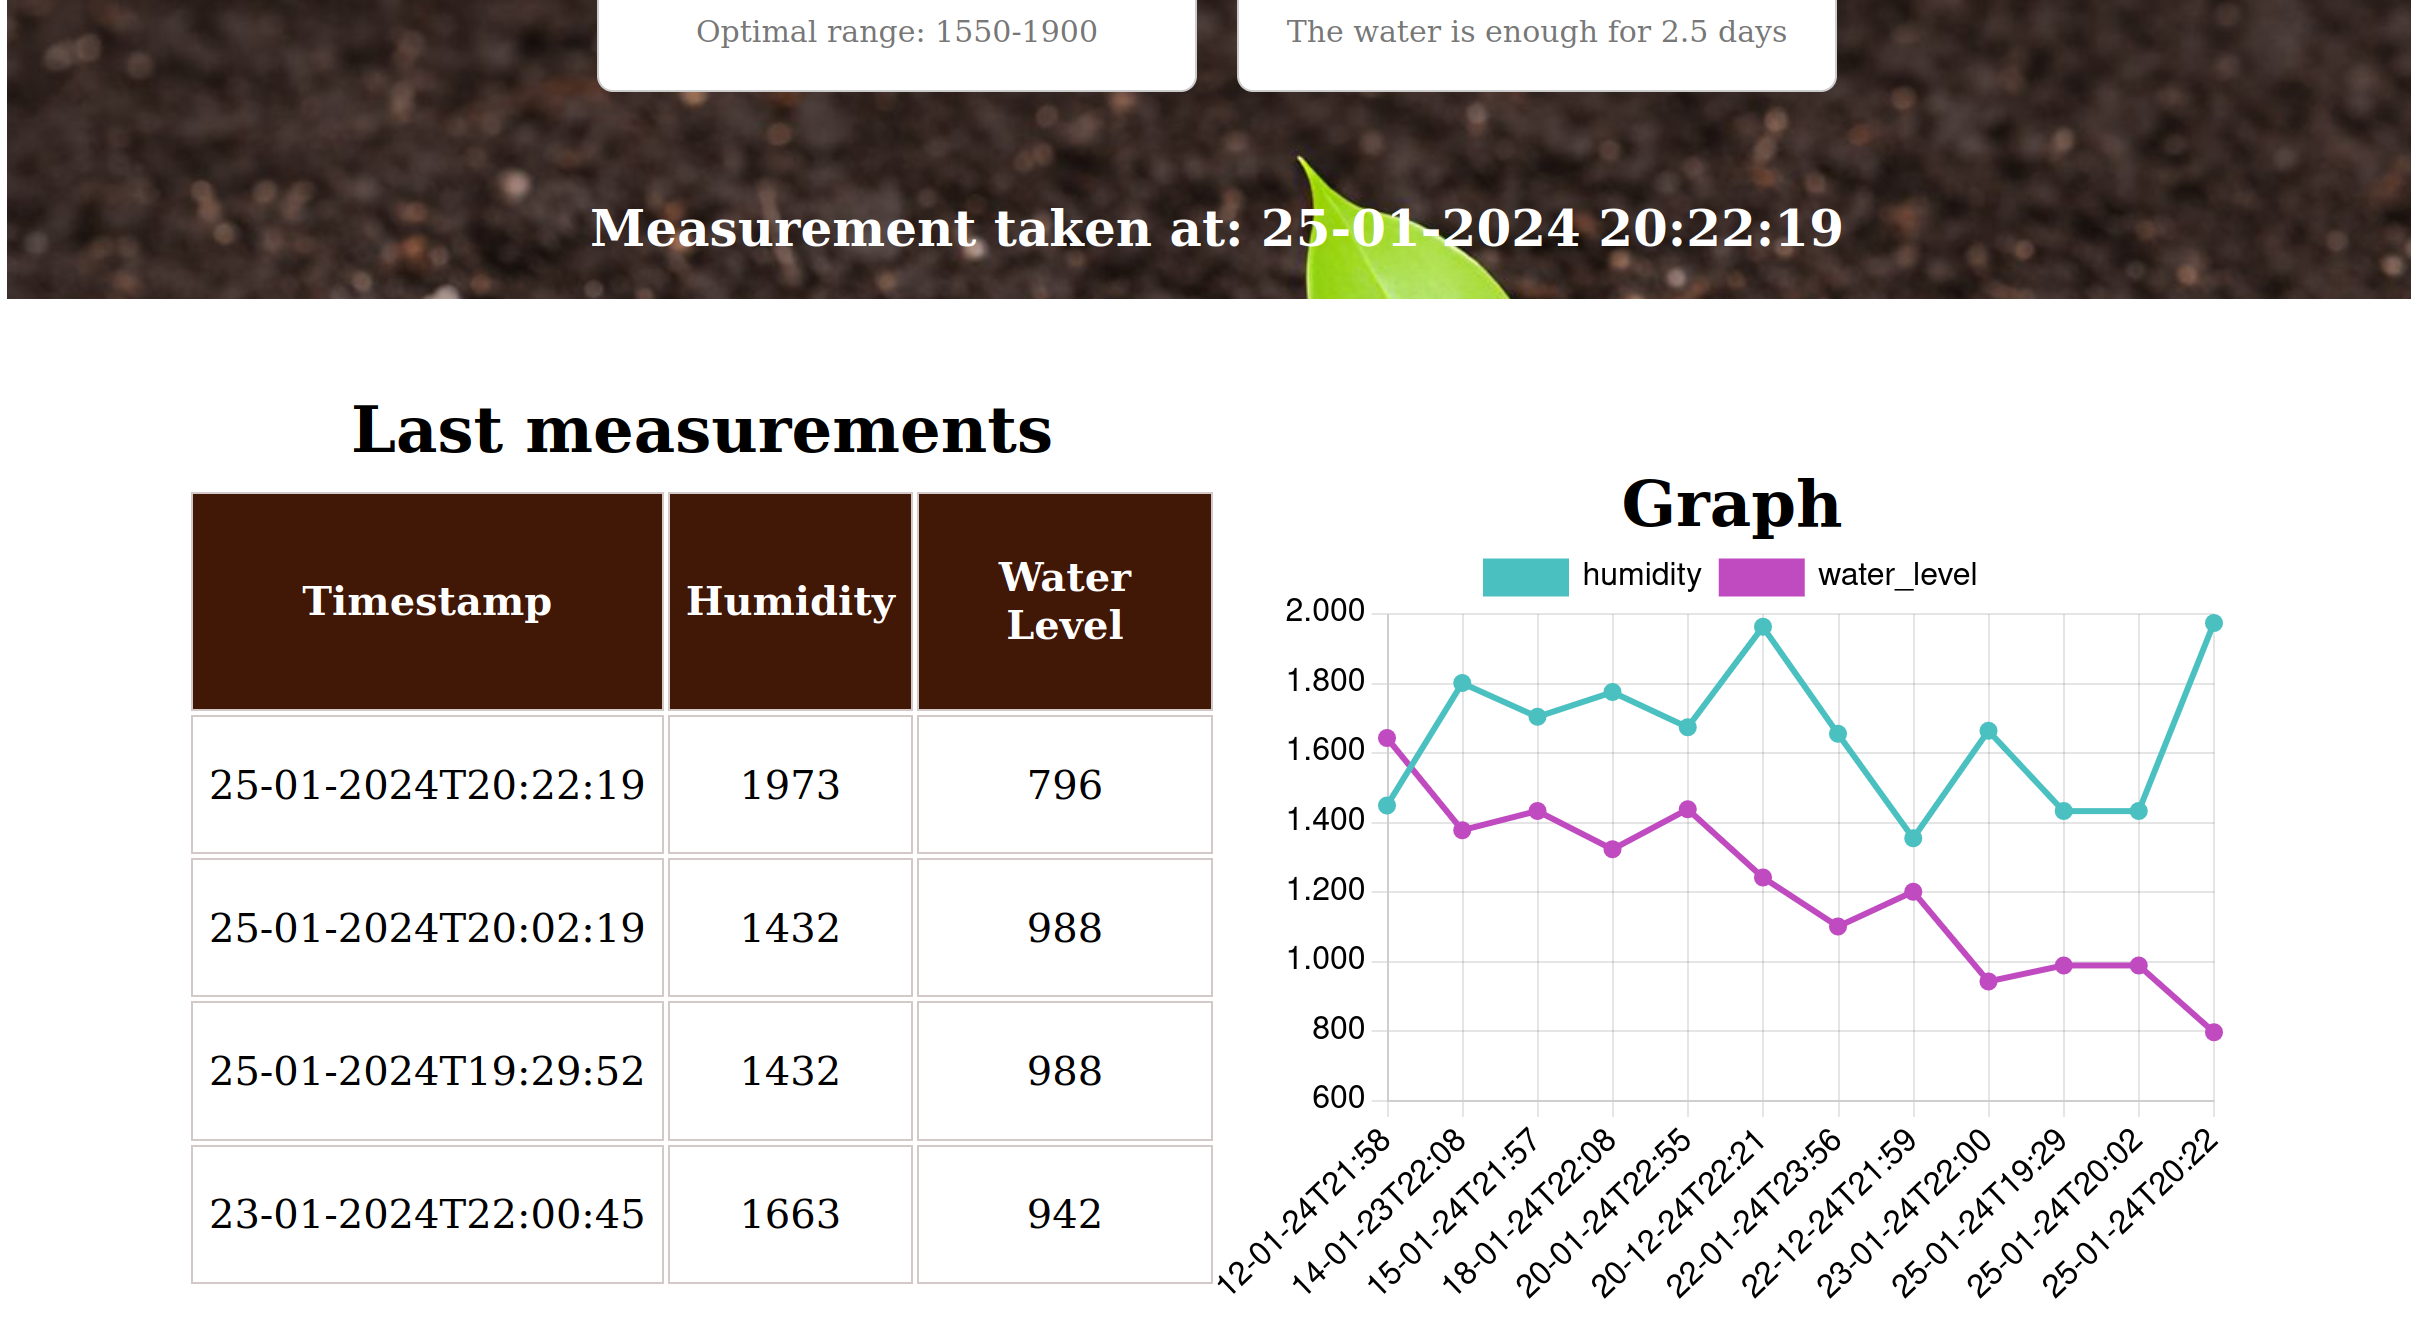 Optimal range: 1550-1900
The water is enough for 2.5 days
Measurement taken at: 25-01-2024 20:22:19
Last measurements
Timestamp Humidity Water Level
25-01-2024T20:22:19 1973 796
25-01-2024T20:02:19 1432 988
25-01-2024T19:29:52 1432 988
23-01-2024T22:00:45 1663 942
Graph
humidity water_level
2.000
1.800
1.600
1.400
1.200
1.000
800
600
12-01-24T21:58
14-01-23T22:08
15-01-24T21:57
18-01-24T22:08
20-01-24T22:55
20-12-24T22:21
22-01-24T23:56
22-12-24T21:59
23-01-24T22:00
25-01-24T19:29
25-01-24T20:02
25-01-24T20:22